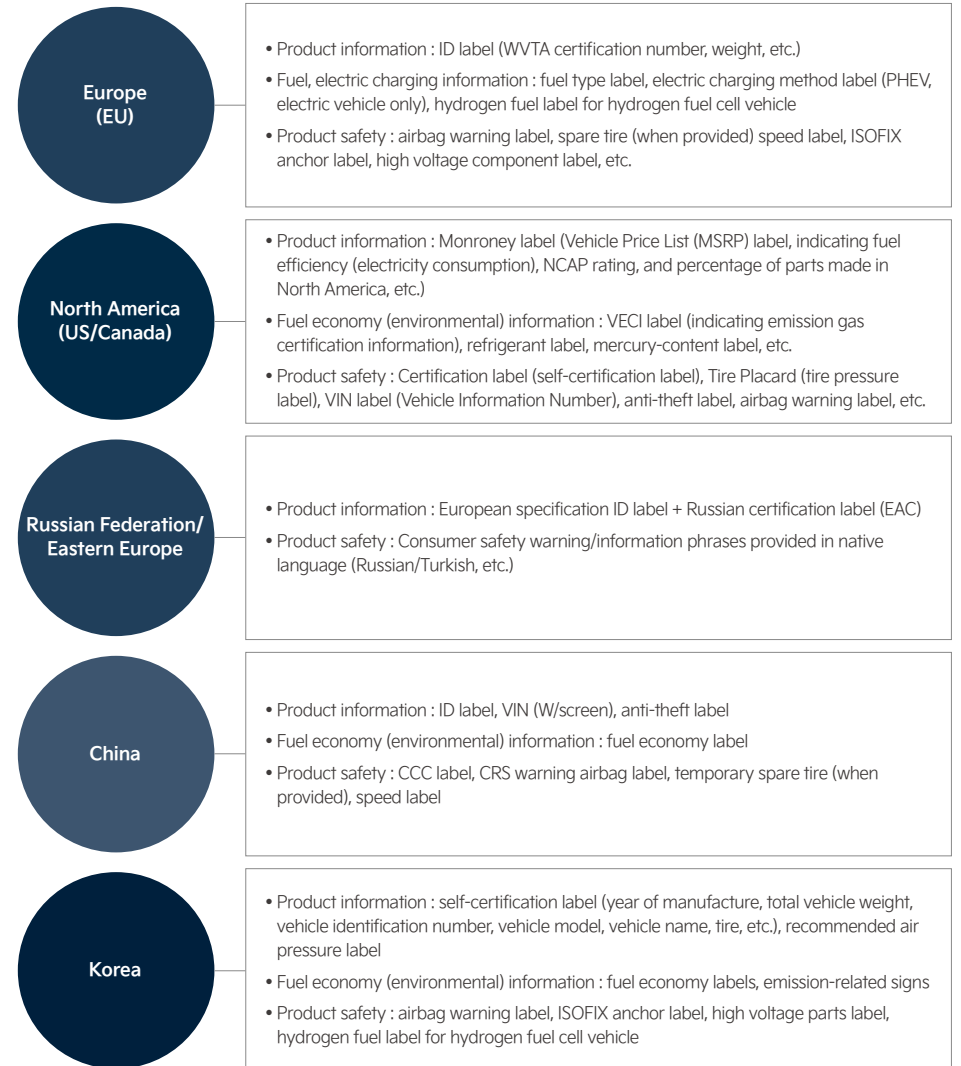 Europe
(EU)
• Product information : ID label (WVTA certification number, weight, etc.)
• Fuel, electric charging information : fuel type label, electric charging method label (PHEV,
electric vehicle only), hydrogen fuel label for hydrogen fuel cell vehicle
• Product safety : airbag warning label, spare tire (when provided) speed label, ISOFIX
anchor label, high voltage component label, etc.
North America
(US/Canada)
• Product information : Monroney label (Vehicle Price List (MSRP) label, indicating fuel
efficiency (electricity consumption), NCAP rating, and percentage of parts made in
North America, etc.)
• Fuel economy (environmental) information : VECI label (indicating emission gas
certification information), refrigerant label, mercury-content label, etc.
• Product safety : Certification label (self-certification label), Tire Placard (tire pressure
label), VIN label (Vehicle Information Number), anti-theft label, airbag warning label, etc.
Russian Federation/
Eastern Europe
• Product information : European specification ID label + Russian certification label (EAC)
• Product safety : Consumer safety warning/information phrases provided in native
language (Russian/Turkish, etc.)
China
• Product information : ID label, VIN (W/screen), anti-theft label
• Fuel economy (environmental) information : fuel economy label
• Product safety : CCC label, CRS warning airbag label, temporary spare tire (when
provided), speed label
Korea
• Product information : self-certification label (year of manufacture, total vehicle weight,
vehicle identification number, vehicle model, vehicle name, tire, etc.), recommended air
pressure label
• Fuel economy (environmental) information : fuel economy labels, emission-related signs
• Product safety : airbag warning label, ISOFIX anchor label, high voltage parts label,
hydrogen fuel label for hydrogen fuel cell vehicle